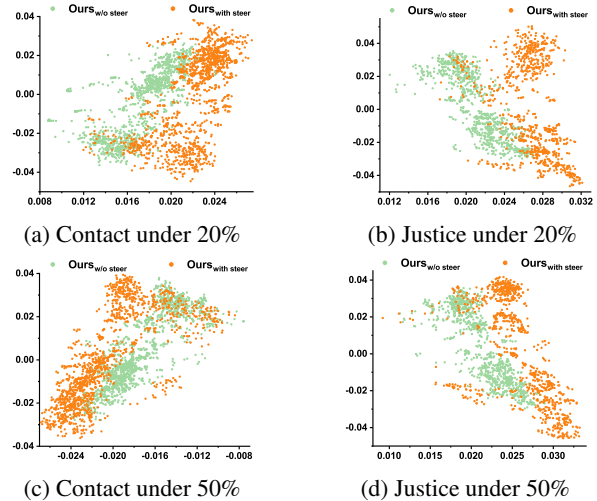 Ours w/o steer Ours with steer
0.04
0.02
0.00
-0.02
-0.04
0.008 0.012 0.016 0.020 0.024
(a) Contact under 20%
Ours w/o steer Ours with steer
0.04
0.02
0.00
-0.02
-0.04
0.012 0.016 0.020 0.024 0.028 0.032
(b) Justice under 20%
Ours w/o steer Ours with steer
0.04
0.02
0.00
-0.02
-0.04
-0.024 -0.020 -0.016 -0.012 -0.008
(c) Contact under 50%
Ours w/o steer Ours with steer
0.04
0.02
0.00
-0.02
-0.04
0.010 0.015 0.020 0.025 0.030
(d) Justice under 50%